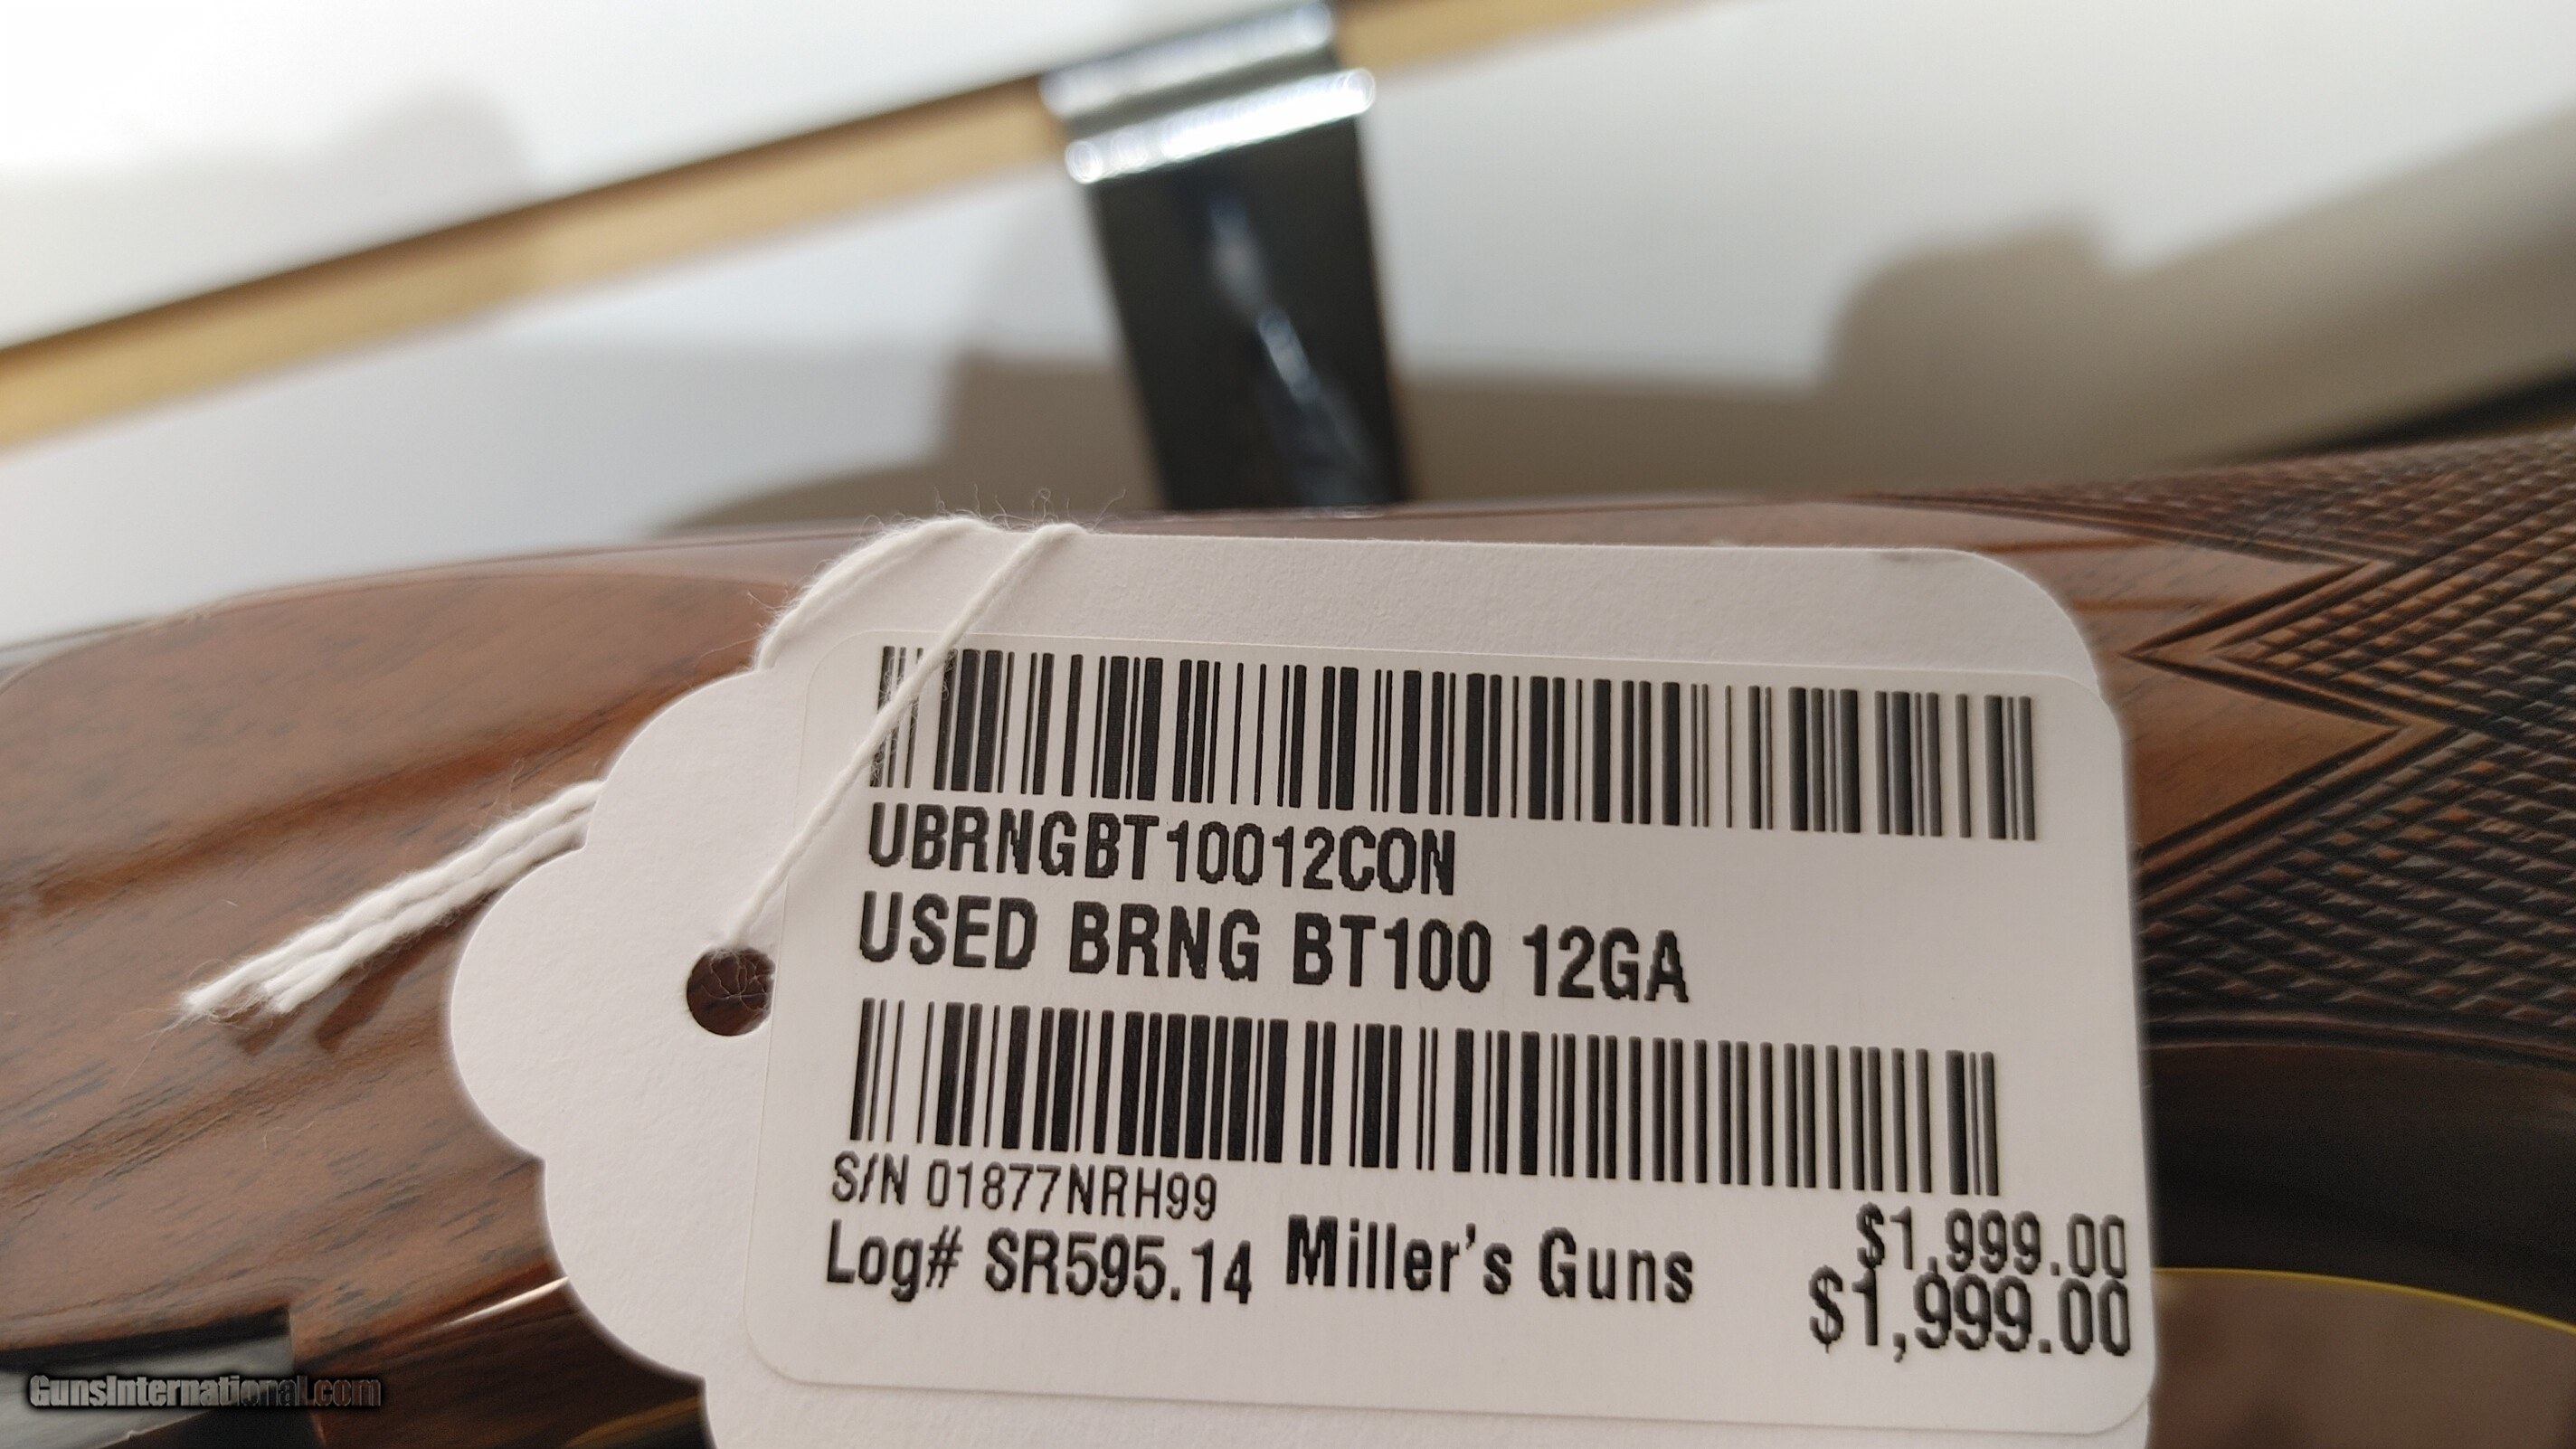 UBRNGBT10012CON
USED BRNG BT100 12GA
S/N 01877NRH99
$1,999.00
Log# SR595.14 Miller's Guns
$1,999.00
GunsInternational.com